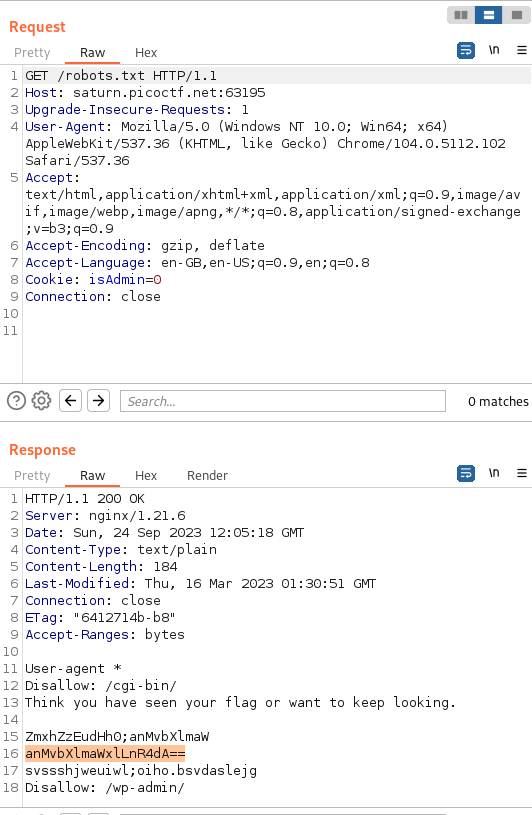 Request
Pretty Raw Hex \n
1 GET /robots.txt HTTP/1.1
2 Host: saturn.picoctf.net:63195
3 Upgrade-Insecure-Requests: 1
4 User-Agent: Mozilla/5.0 (Windows NT 10.0; Win64; x64)
AppleWebKit/537.36 (KHTML, like Gecko) Chrome/104.0.5112.102
Safari/537.36
5 Accept:
text/html,application/xhtml+xml,application/xml;q=0.9,image/av
if,image/webp,image/apng,*/*;q=0.8,application/signed-exchange
;v=b3;q=0.9
6 Accept-Encoding: gzip, deflate
7 Accept-Language: en-GB,en-US;q=0.9,en;q=0.8
8 Cookie: isAdmin=0
9 Connection: close
10
11
? Search... 0 matches
Response
Pretty Raw Hex Render \n
1 HTTP/1.1 200 OK
2 Server: nginx/1.21.6
3 Date: Sun, 24 Sep 2023 12:05:18 GMT
4 Content-Type: text/plain
5 Content-Length: 184
6 Last-Modified: Thu, 16 Mar 2023 01:30:51 GMT
7 Connection: close
8 ETag: "6412714b-b8"
9 Accept-Ranges: bytes
10
11 User-agent *
12 Disallow: /cgi-bin/
13 Think you have seen your flag or want to keep looking.
14
15 ZmxhZzEudHh0;anMvbXlmaW
16 anMvbXlmaWxlLnR4dA==
17 svssshjweuiwl;oiho.bsvdaslejg
18 Disallow: /wp-admin/